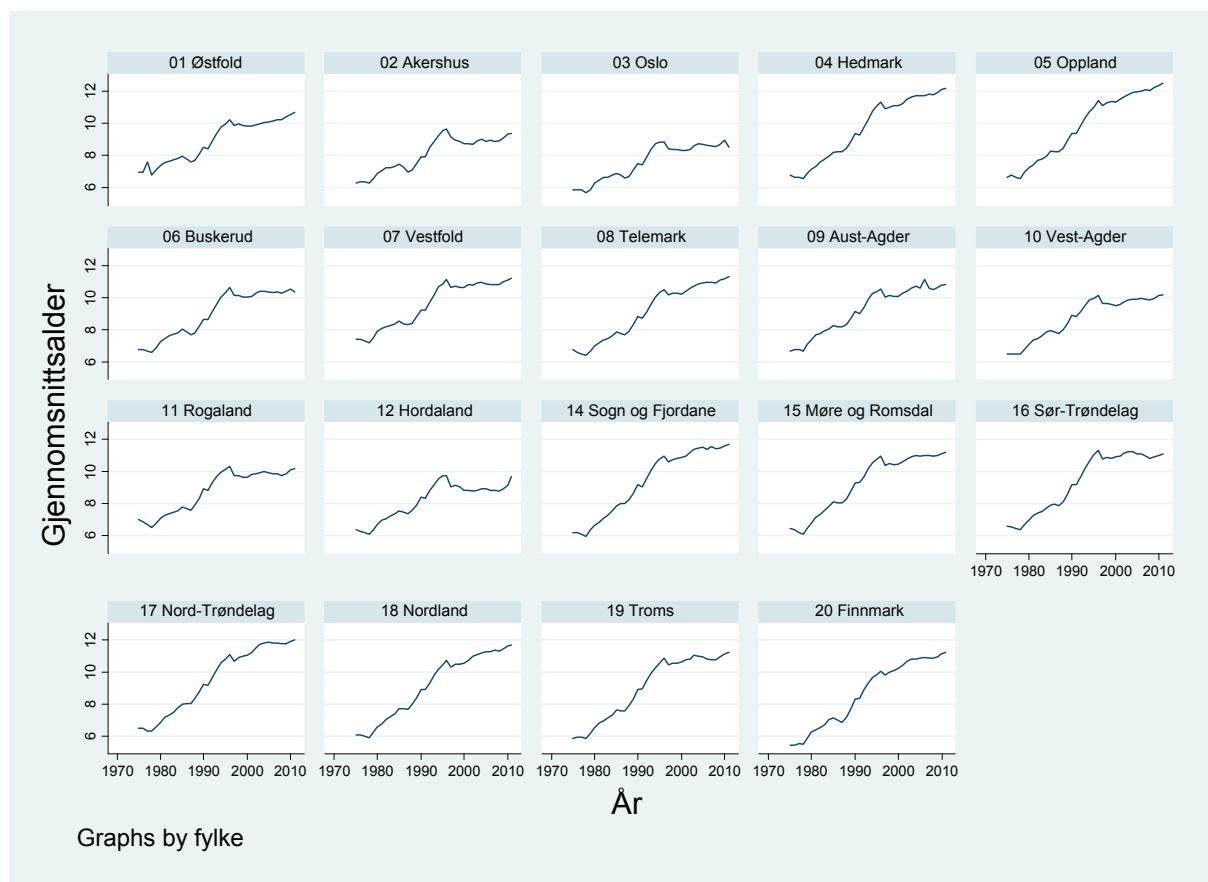 Gjennomsnittsalder
01 Østfold 02 Akershus 03 Oslo 04 Hedmark 05 Oppland
12
10
8
6
06 Buskerud 07 Vestfold 08 Telemark 09 Aust-Agder 10 Vest-Agder
12
10
8
6
11 Rogaland 12 Hordaland 14 Sogn og Fjordane 15 Møre og Romsdal 16 Sør-Trøndelag
12
10
8
6
1970 1980 1990 2000 2010
17 Nord-Trøndelag 18 Nordland 19 Troms 20 Finnmark
12
10
8
6
1970 1980 1990 2000 2010 1970 1980 1990 2000 2010 1970 1980 1990 2000 2010 1970 1980 1990 2000 2010
År
Graphs by fylke